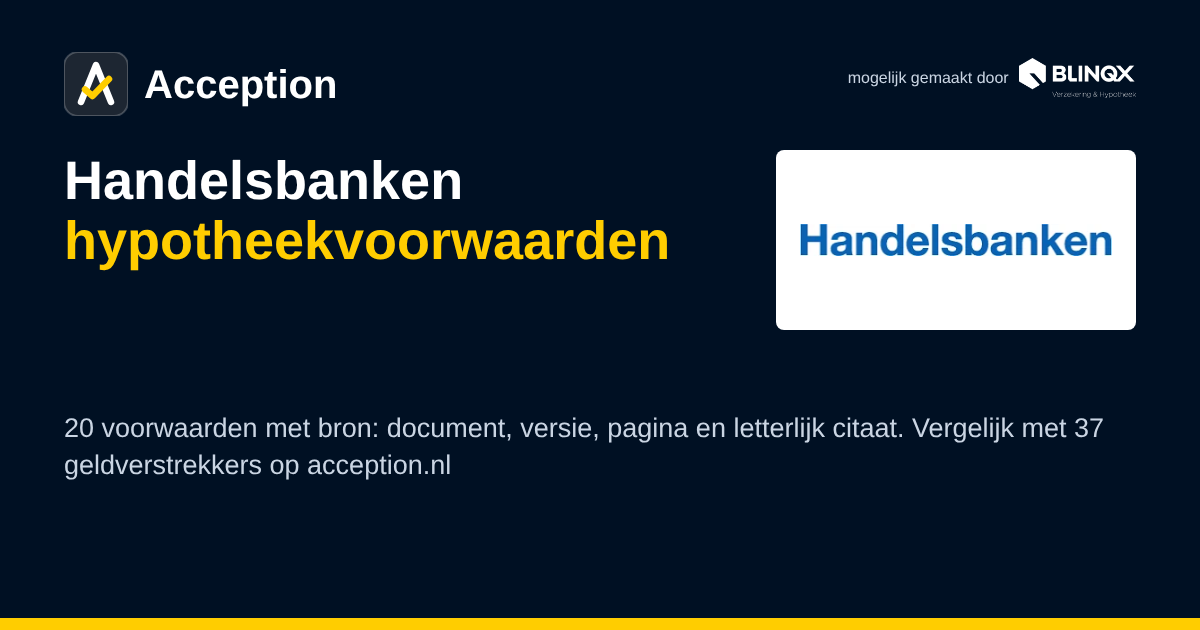 Acception
mogelijk gemaakt door
BLINQX
Verzekering & Hypotheek
Handelsbanken
hypotheekvoorwaarden
Handelsbanken
20 voorwaarden met bron: document, versie, pagina en letterlijk citaat. Vergelijk met 37
geldverstrekkers op acception.nl